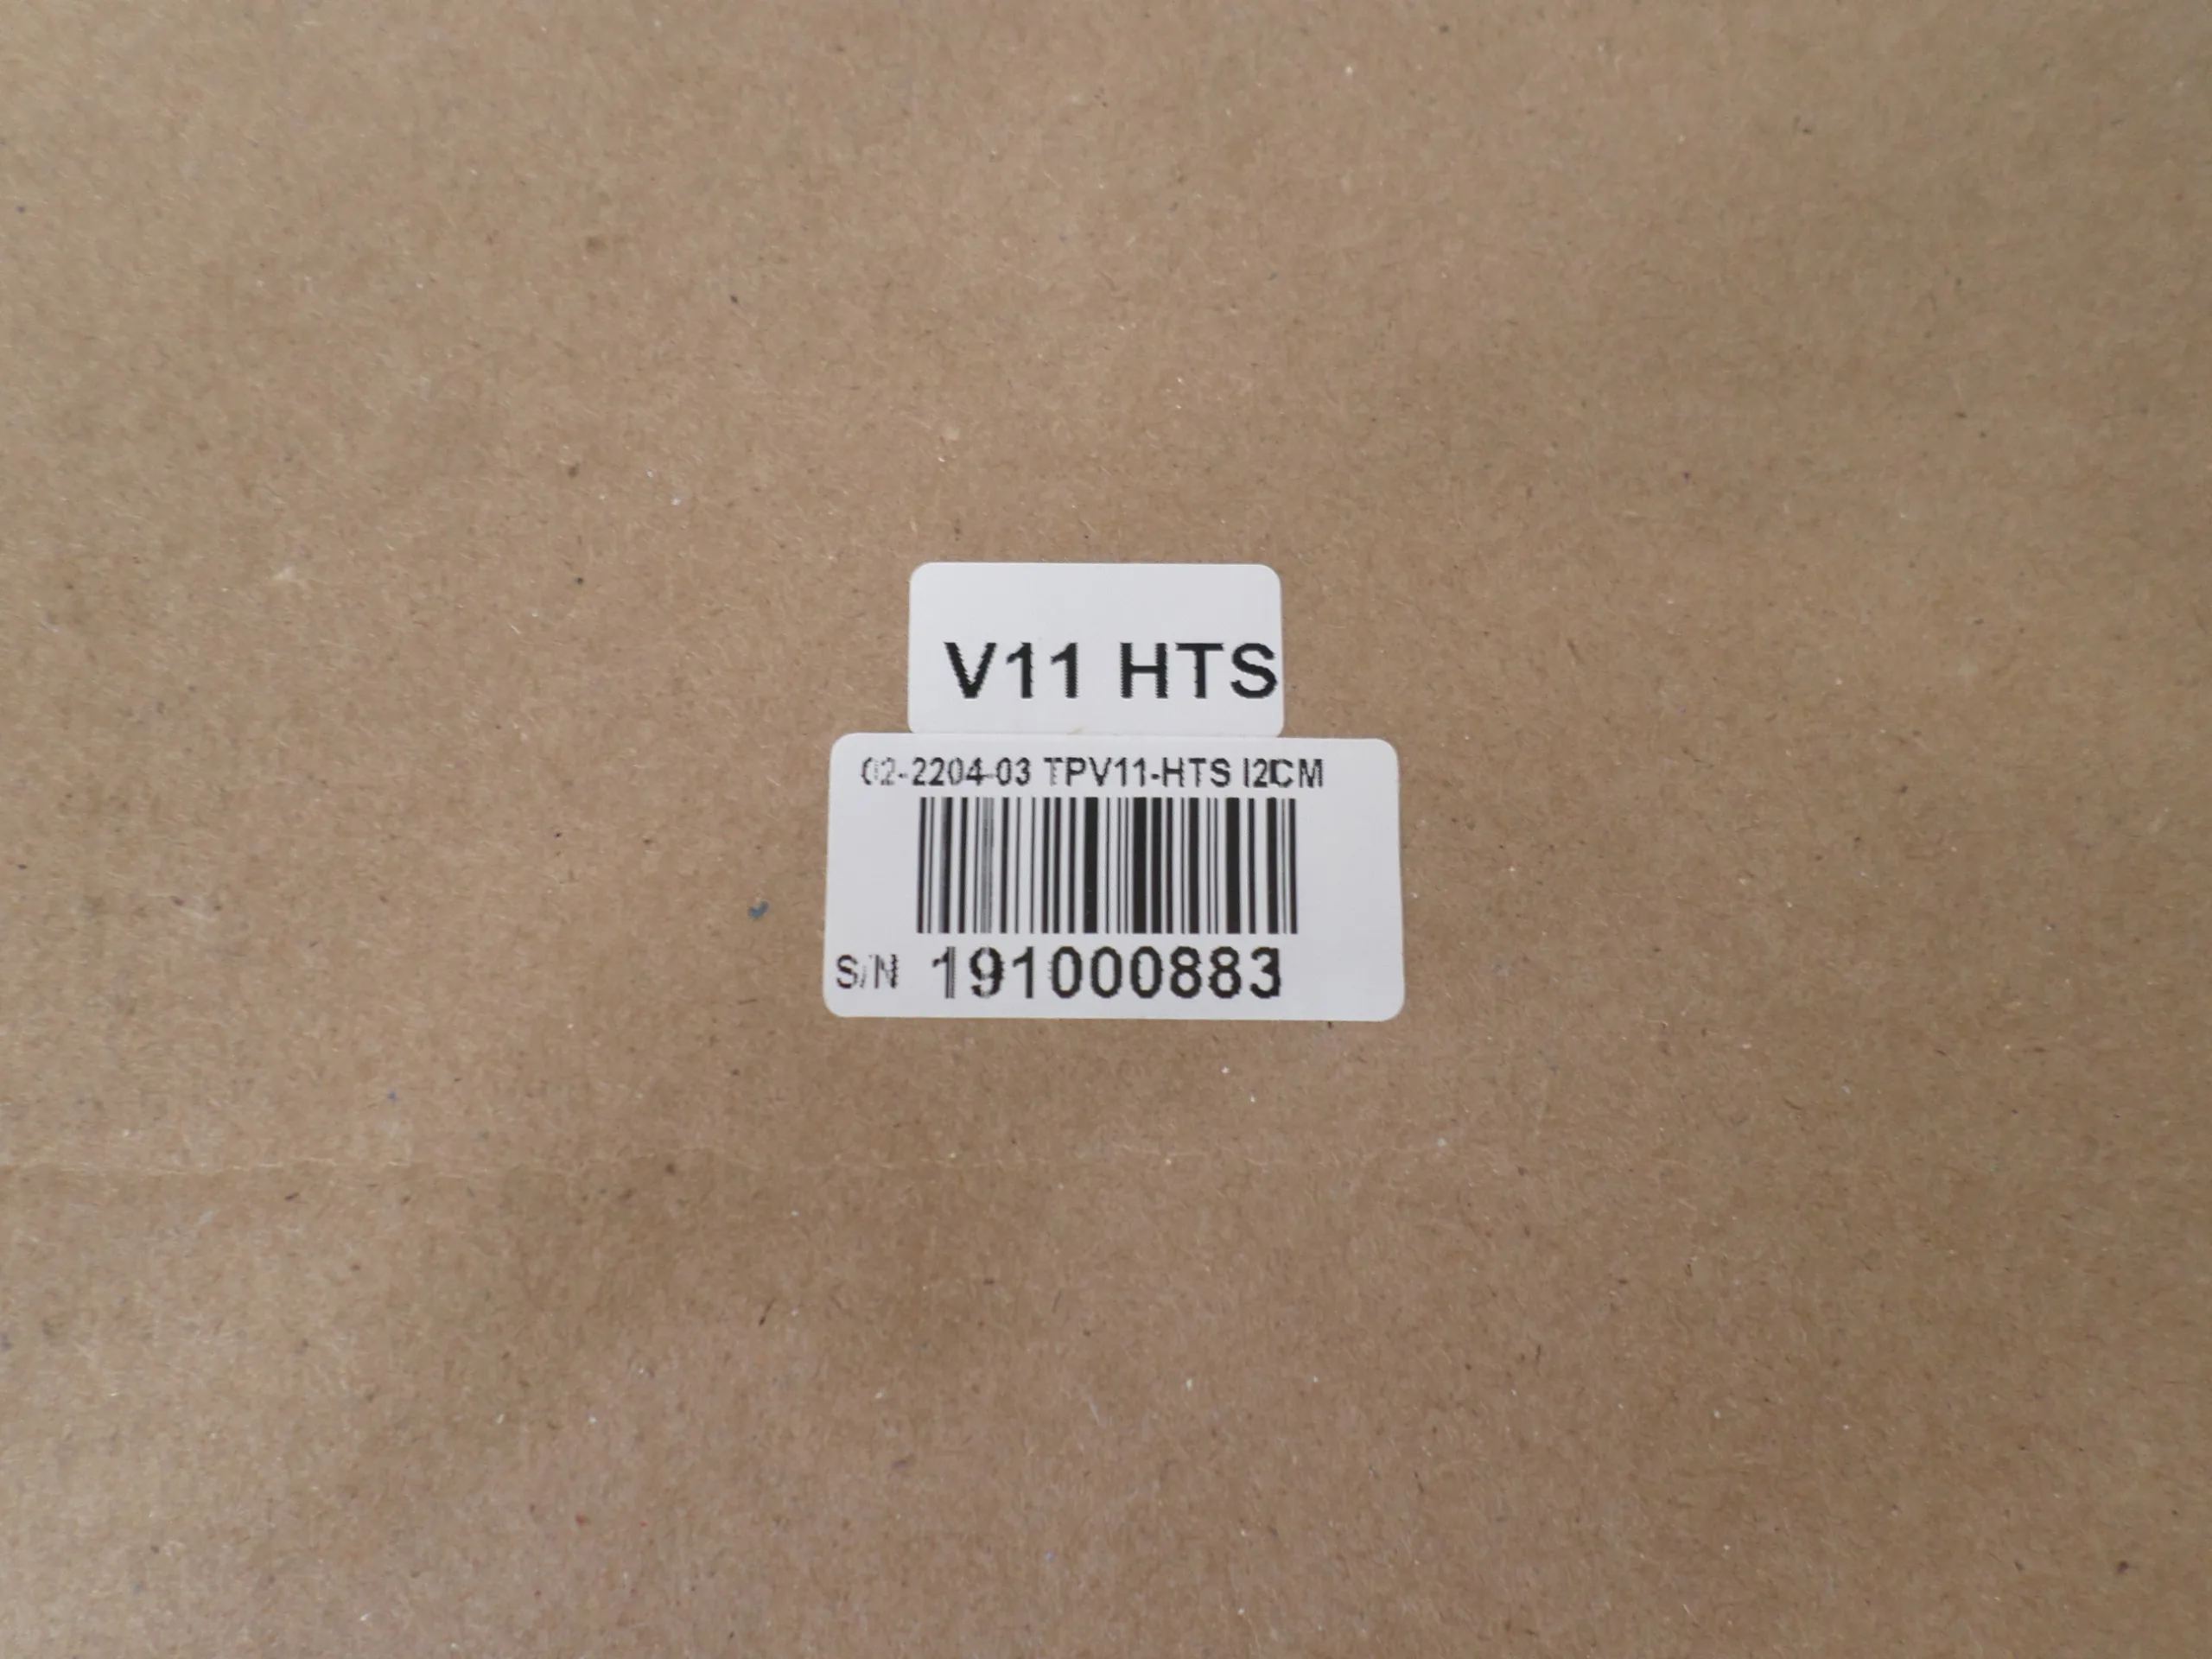 V11 HTS
02-2204-03 TPV11-HTS I2CM
S/N 191000883